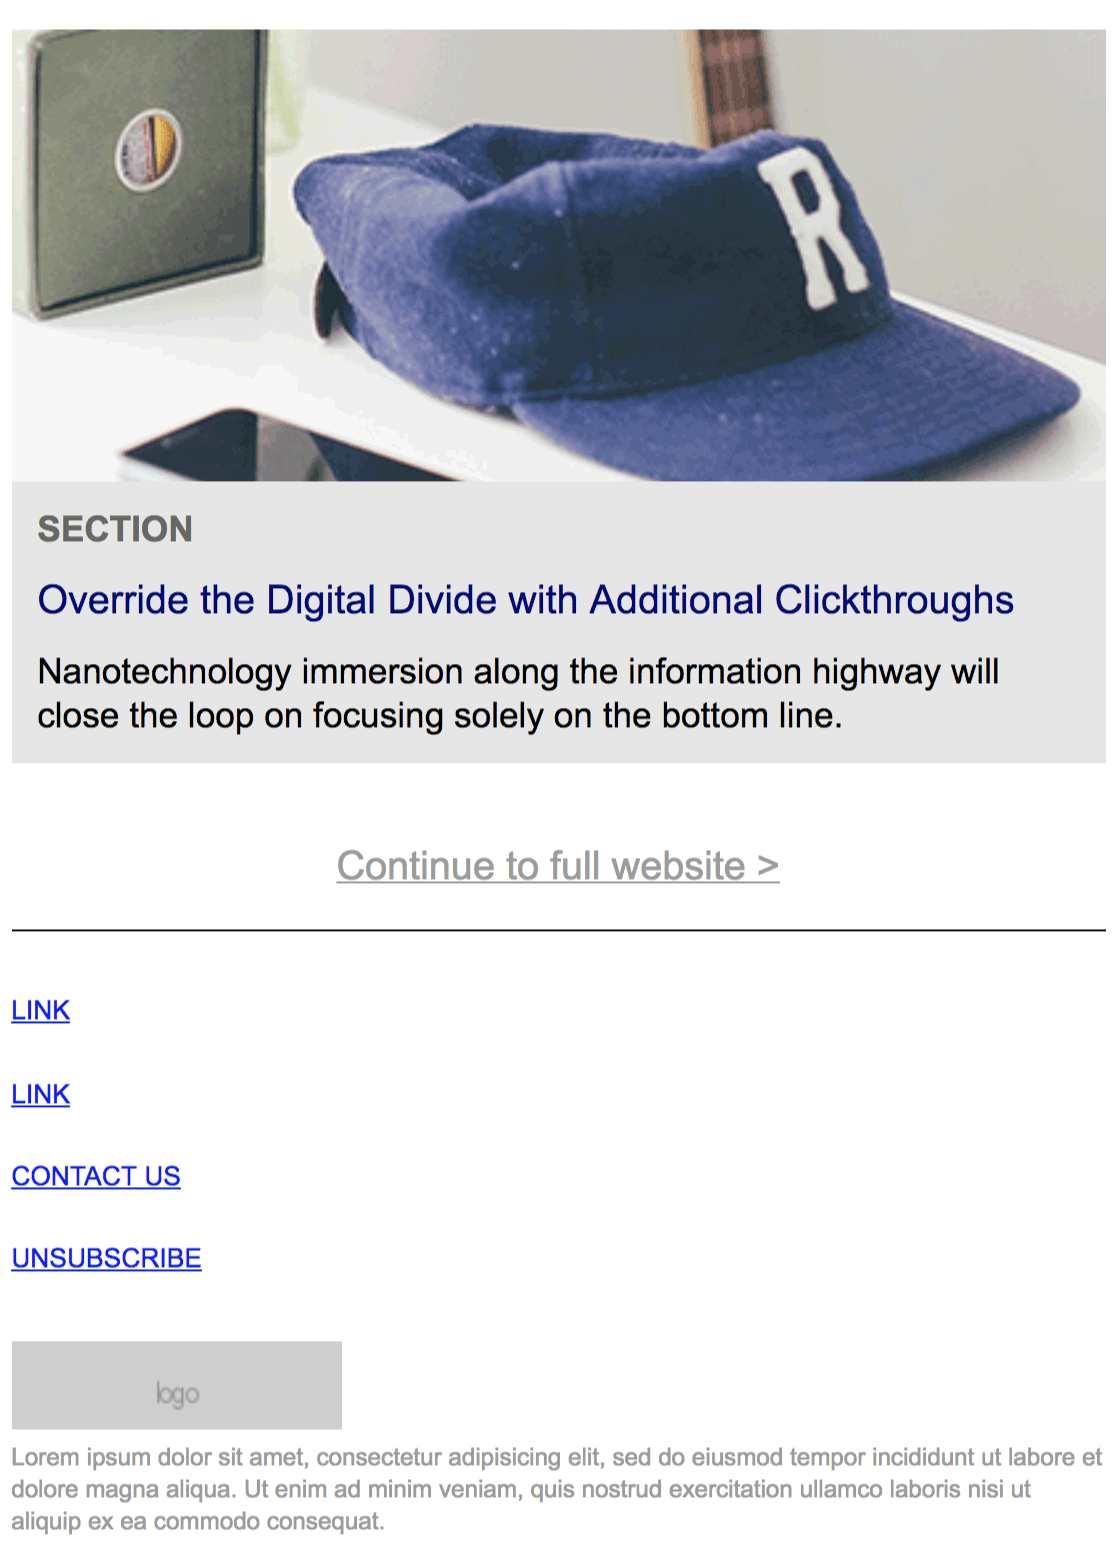 R
SECTION
Override the Digital Divide with Additional Clickthroughs
Nanotechnology immersion along the information highway will
close the loop on focusing solely on the bottom line.
Continue to full website >
LINK
LINK
CONTACT US
UNSUBSCRIBE
logo
Lorem ipsum dolor sit amet, consectetur adipisicing elit, sed do eiusmod tempor incididunt ut labore et
dolore magna aliqua. Ut enim ad minim veniam, quis nostrud exercitation ullamco laboris nisi ut
aliquip ex ea commodo consequat.